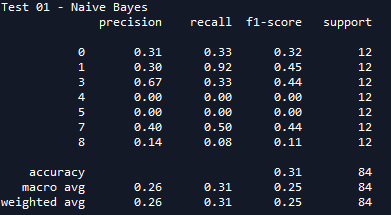 Test 01 - Naive Bayes
precision recall f1-score support
0 0.31 0.33 0.32 12
1 0.30 0.92 0.45 12
3 0.67 0.33 0.44 12
4 0.00 0.00 0.00 12
5 0.00 0.00 0.00 12
7 0.40 0.50 0.44 12
8 0.14 0.08 0.11 12
accuracy 0.31 84
macro avg 0.26 0.31 0.25 84
weighted avg 0.26 0.31 0.25 84